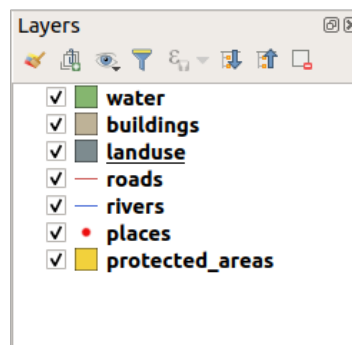 Layers
water
buildings
landuse
roads
rivers
places
protected_areas